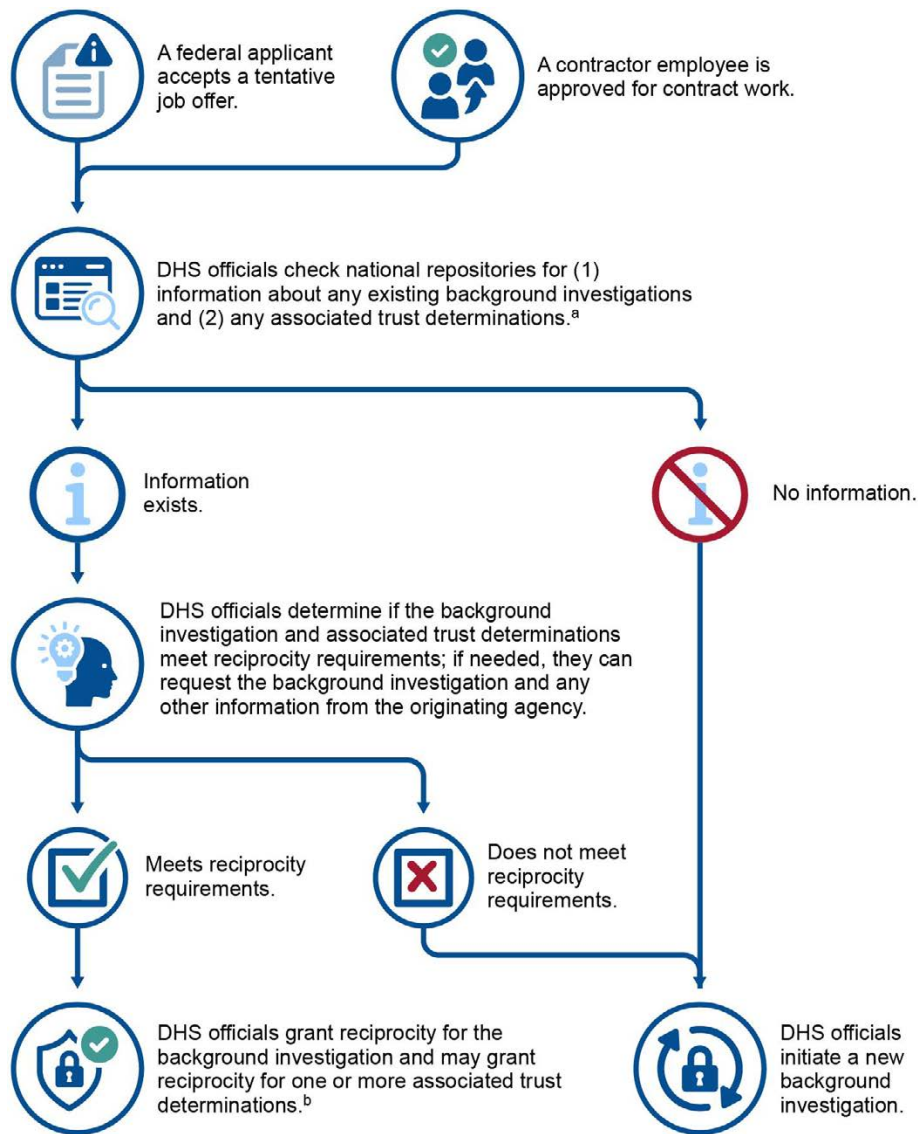 A federal applicant
accepts a tentative
job offer.
A contractor employee is
approved for contract work.
DHS officials check national repositories for (1)
information about any existing background investigations
and (2) any associated trust determinations.ᵃ
Information
exists.
No information.
DHS officials determine if the background
investigation and associated trust determinations
meet reciprocity requirements; if needed, they can
request the background investigation and any
other information from the originating agency.
Meets reciprocity
requirements.
Does not meet
reciprocity
requirements.
DHS officials grant reciprocity for the
background investigation and may grant
reciprocity for one or more associated trust
determinations.ᵇ
DHS officials
initiate a new
background
investigation.